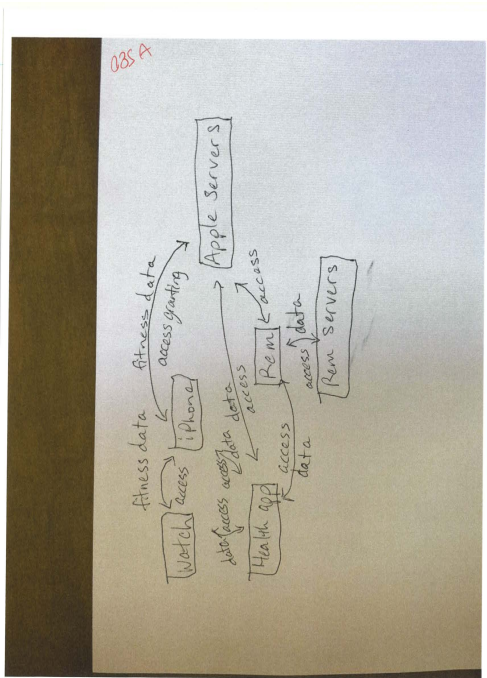 035 A
fitness data
fitness data
access granting
Watch
access
iPhone
Apple Servers
data
access
access
data
data
access
Health app
Rem
access
access
data
access
data
Rem Servers